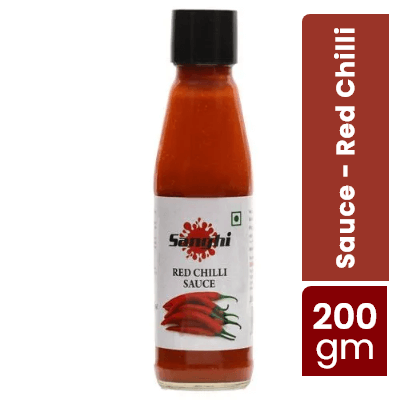 Sanghi
RED CHILLI
SAUCE
Sauce - Red Chilli
200
gm